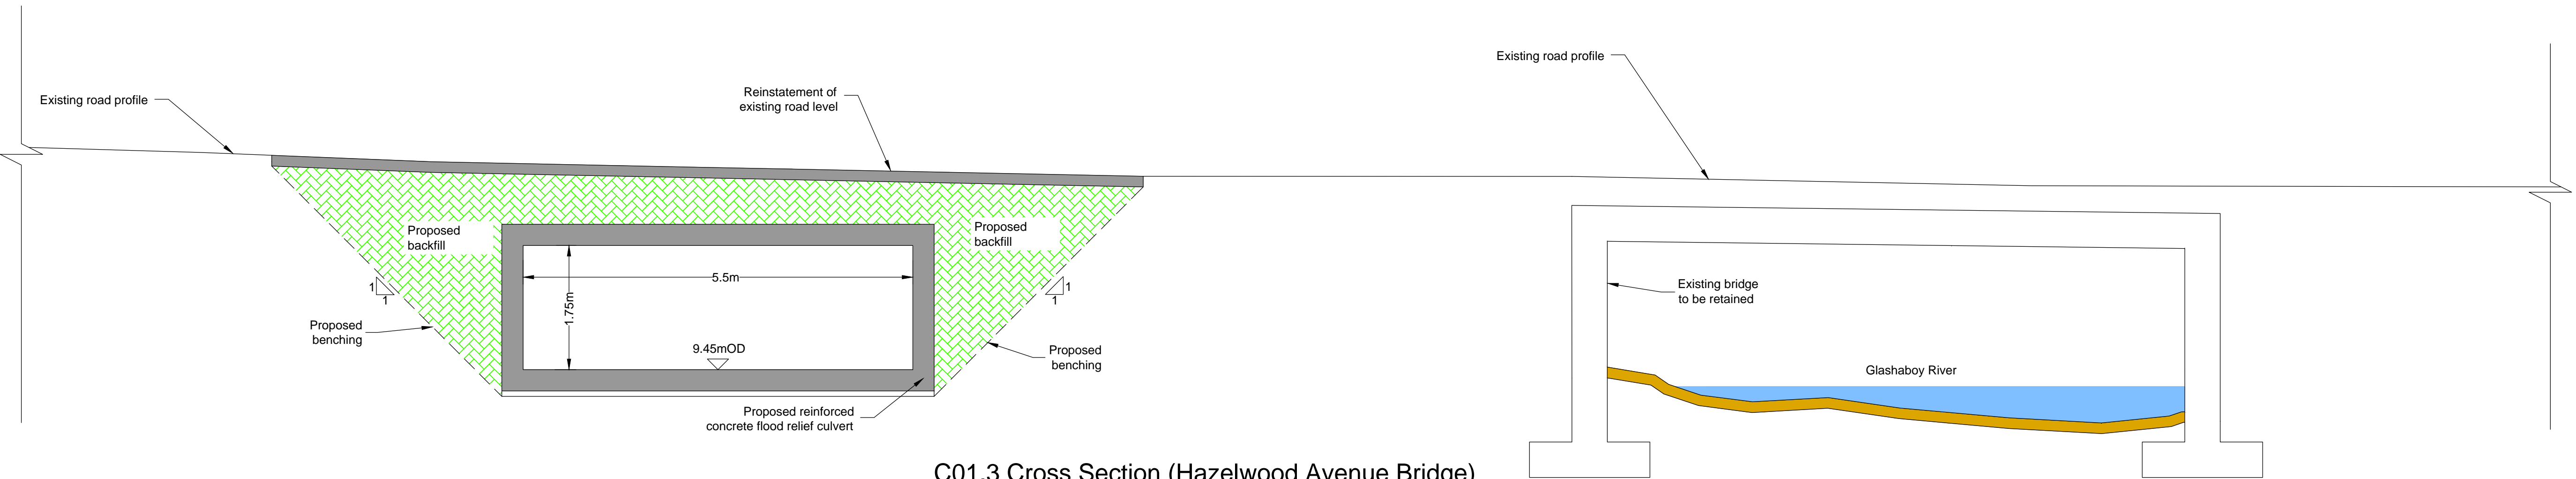 Existing road profile
Existing road profile
Reinstatement of
existing road level
Proposed
backfill
Proposed
backfill
5.5m
1.75m
1
1
1
1
Existing bridge
to be retained
Proposed
benching
9.45mOD
Proposed
benching
Glashaboy River
Proposed reinforced
concrete flood relief culvert
C01.3 Cross Section (Hazelwood Avenue Bridge)